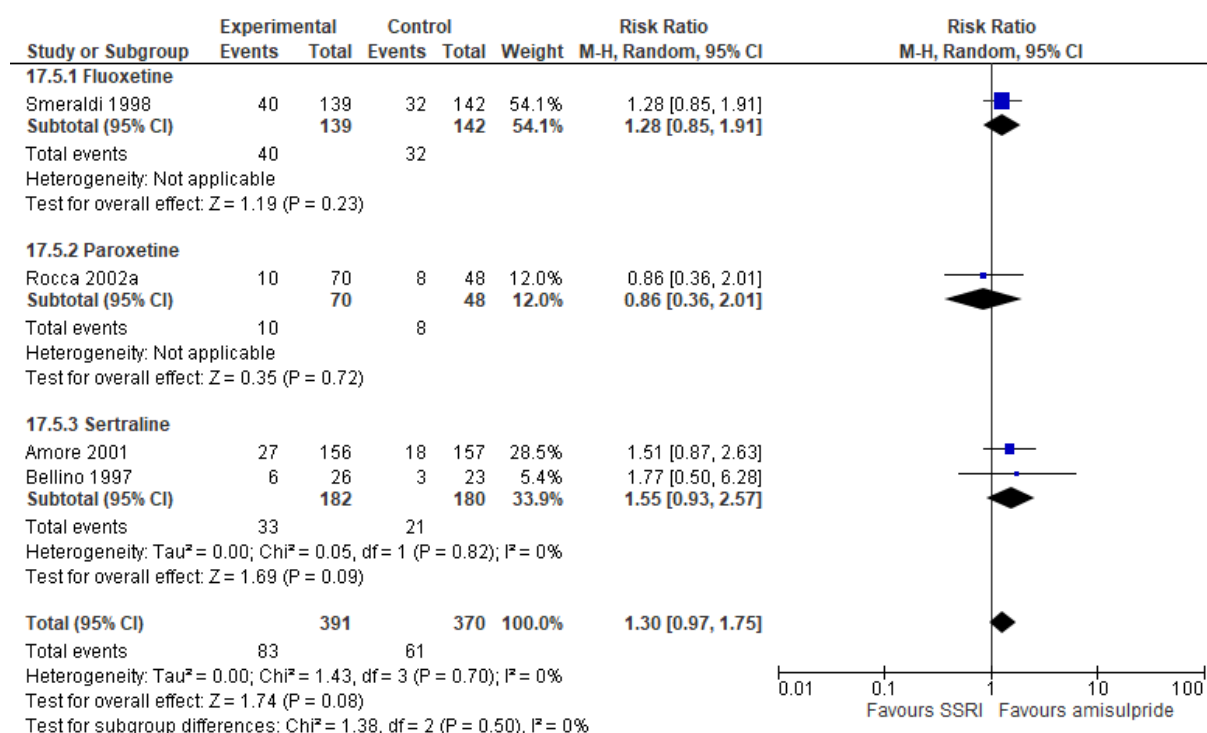 Experimental Control Risk Ratio Risk Ratio
Study or Subgroup Events Total Events Total Weight M-H, Random, 95% CI M-H, Random, 95% CI
17.5.1 Fluoxetine
Smeraldi 1998 40 139 32 142 54.1% 1.28 [0.85, 1.91]
Subtotal (95% CI) 139 142 54.1% 1.28 [0.85, 1.91]
Total events 40 32
Heterogeneity: Not applicable
Test for overall effect: Z = 1.19 (P = 0.23)
17.5.2 Paroxetine
Rocca 2002a 10 70 8 48 12.0% 0.86 [0.36, 2.01]
Subtotal (95% CI) 70 48 12.0% 0.86 [0.36, 2.01]
Total events 10 8
Heterogeneity: Not applicable
Test for overall effect: Z = 0.35 (P = 0.72)
17.5.3 Sertraline
Amore 2001 27 156 18 157 28.5% 1.51 [0.87, 2.63]
Bellino 1997 6 26 3 23 5.4% 1.77 [0.50, 6.28]
Subtotal (95% CI) 182 180 33.9% 1.55 [0.93, 2.57]
Total events 33 21
Heterogeneity: Tau² = 0.00; Chi² = 0.05, df = 1 (P = 0.82); I² = 0%
Test for overall effect: Z = 1.69 (P = 0.09)
Total (95% CI) 391 370 100.0% 1.30 [0.97, 1.75]
Total events 83 61
Heterogeneity: Tau² = 0.00; Chi² = 1.43, df = 3 (P = 0.70); I² = 0%
Test for overall effect: Z = 1.74 (P = 0.08)
Test for subgroup differences: Chi² = 1.38, df = 2 (P = 0.50), I² = 0%
0.01 0.1 1 10 100
Favours SSRI Favours amisulpride